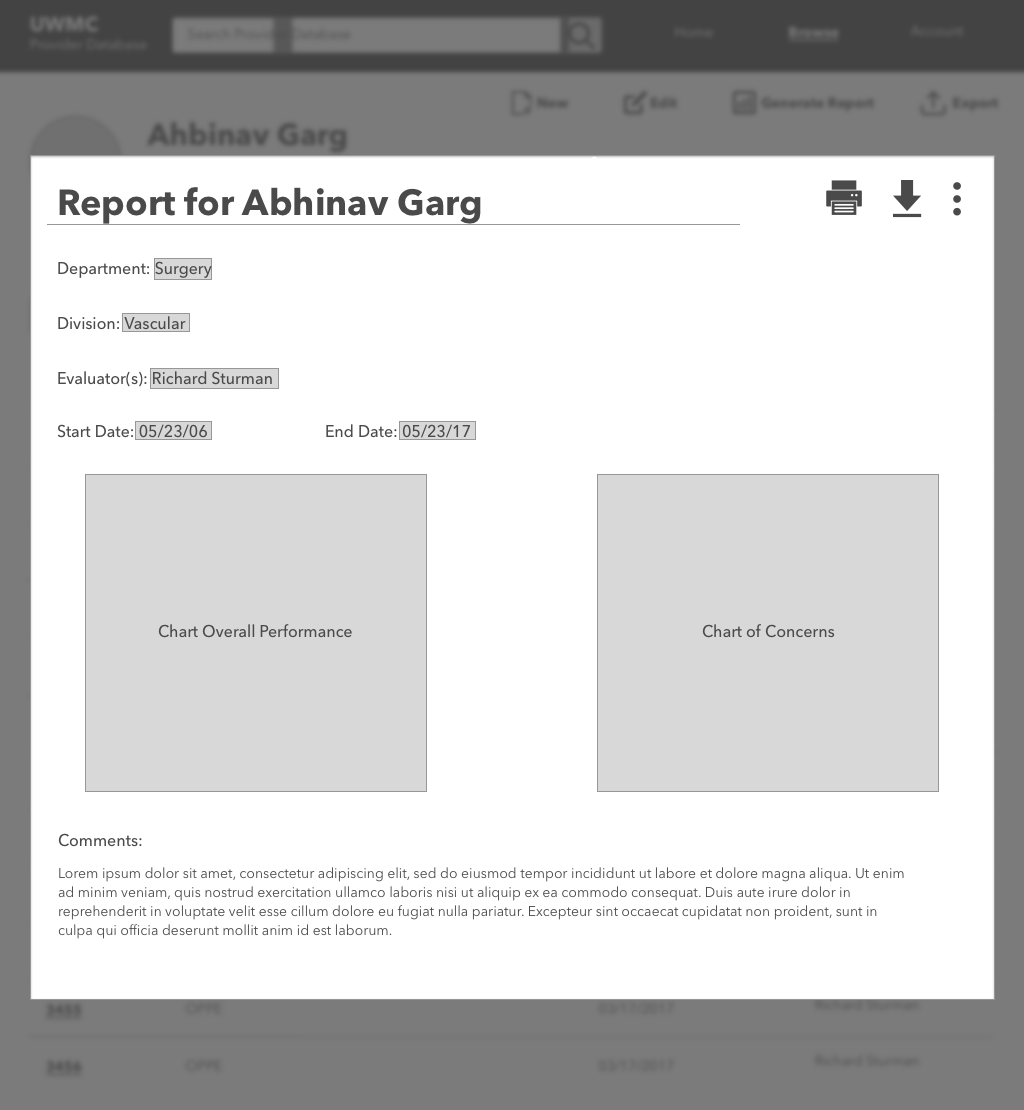 UWMC
Provider Database
Search Provider Database
Home
Browse
Account
New
Edit
Generate Report
Export
Ahbinav Garg
Report for Abhinav Garg
Department: Surgery
Division: Vascular
Evaluator(s): Richard Sturman
Start Date: 05/23/06 End Date: 05/23/17
Chart Overall Performance
Chart of Concerns
Comments:
Lorem ipsum dolor sit amet, consectetur adipiscing elit, sed do eiusmod tempor incididunt ut labore et dolore magna aliqua. Ut enim
ad minim veniam, quis nostrud exercitation ullamco laboris nisi ut aliquip ex ea commodo consequat. Duis aute irure dolor in
reprehenderit in voluptate velit esse cillum dolore eu fugiat nulla pariatur. Excepteur sint occaecat cupidatat non proident, sunt in
culpa qui officia deserunt mollit anim id est laborum.
3455 OPPE 03/17/2017 Richard Sturman
3456 OPPE 03/17/2017 Richard Sturman